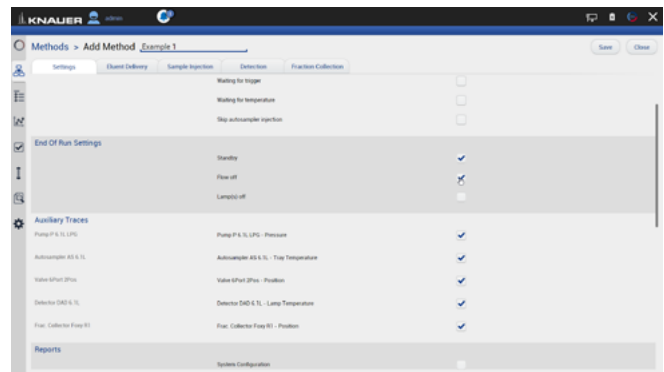 KNAUER admin
Methods > Add Method Example 1 Save Close
Settings Eluent Delivery Sample Injection Detection Fraction Collection
Waiting for trigger
Waiting for temperature
Skip autosampler injection
End Of Run Settings
Standby
Flow off
Lamp(s) off
Auxiliary Traces
Pump P 6.1L LPG Pump P 6.1L LPG - Pressure
Autosampler AS 6.1L Autosampler AS 6.1L - Tray Temperature
Valve 6Port 2Pos Valve 6Port 2Pos - Position
Detector DAD 6.1L Detector DAD 6.1L - Lamp Temperature
Frac. Collector Foxy R1 Frac. Collector Foxy R1 - Position
Reports
System Configuration